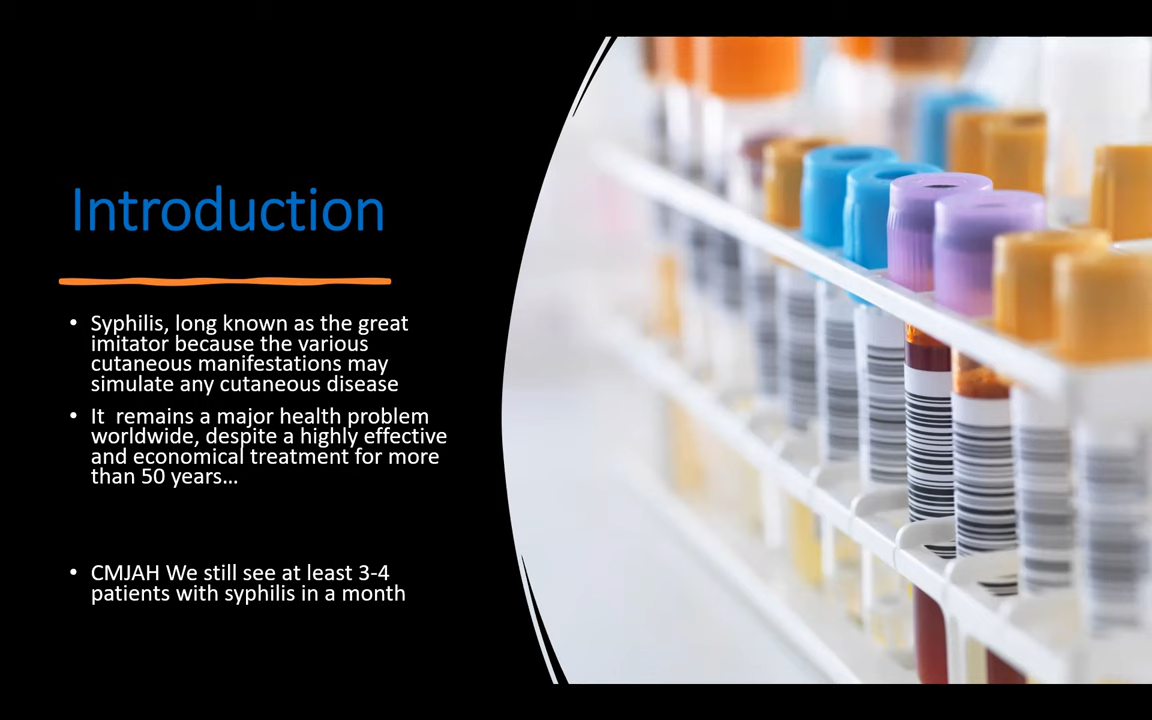 Introduction
• Syphilis, long known as the great
imitator because the various
cutaneous manifestations may
simulate any cutaneous disease
• It  remains a major health problem
worldwide, despite a highly effective
and economical treatment for more
than 50 years...
• CMJAH We still see at least 3-4
patients with syphilis in a month